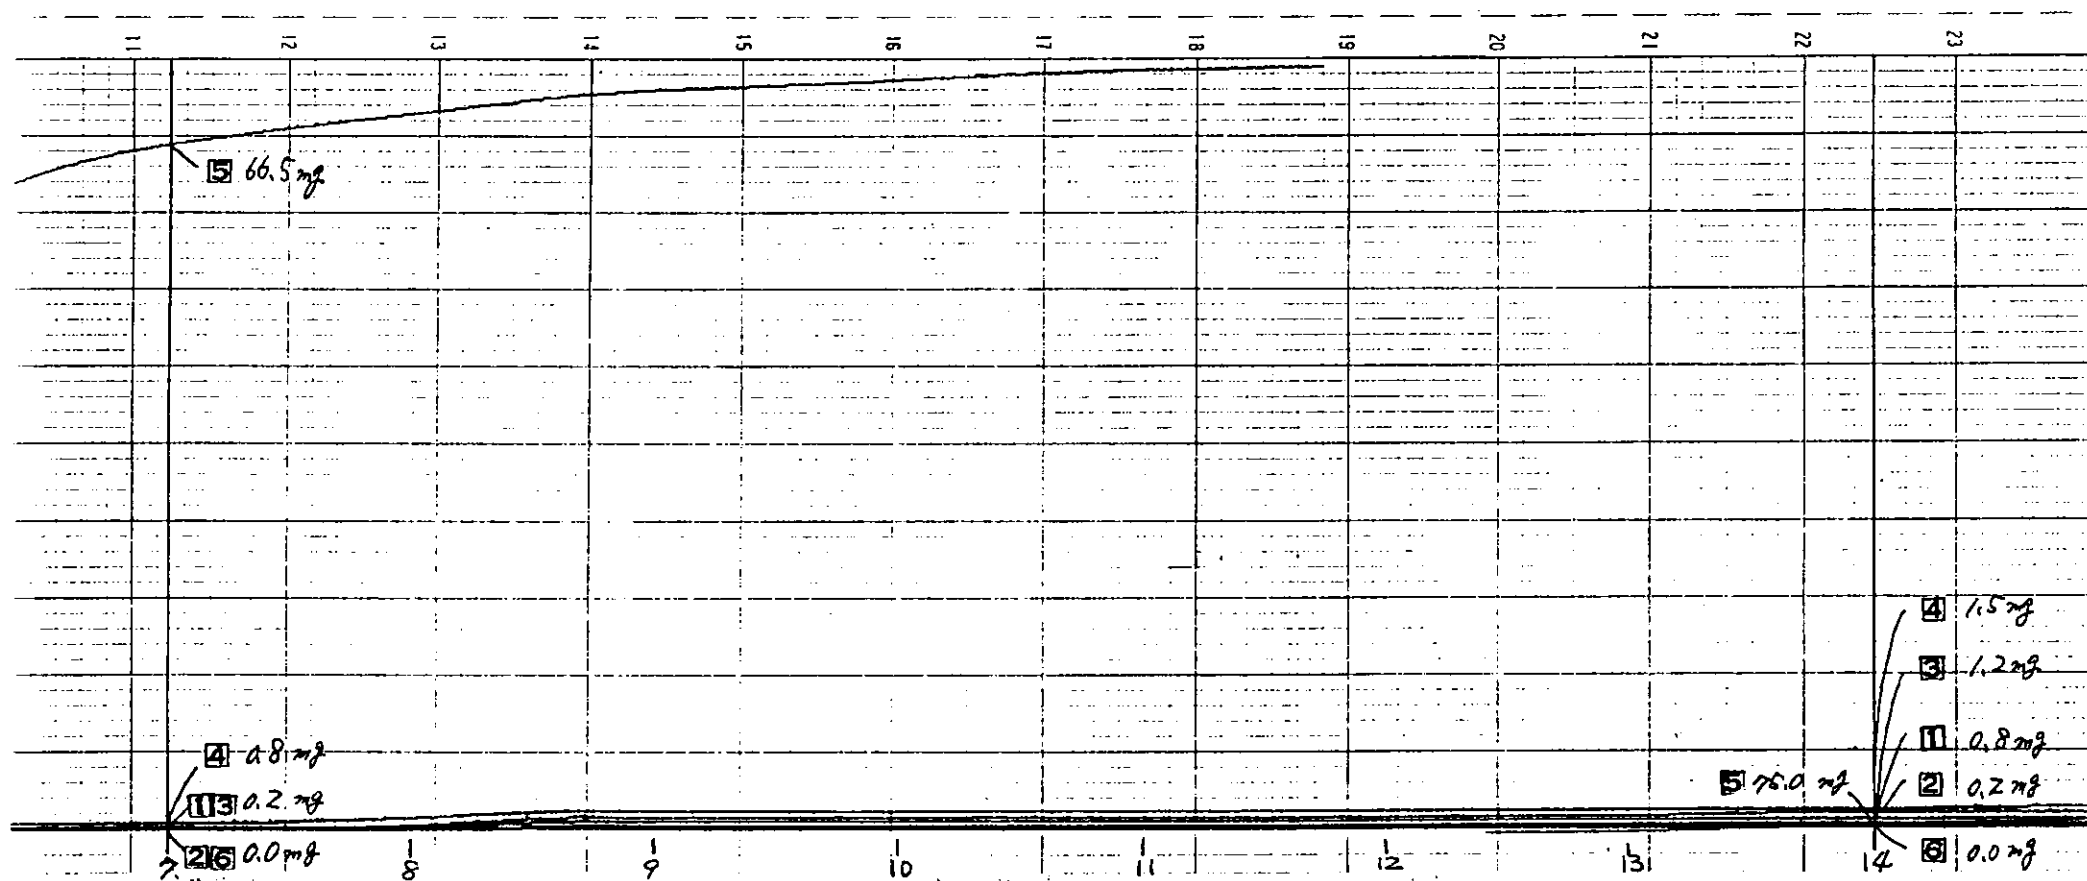 11 12 13 14 15 16 17 18 19 20 21 22 23
5 66.5 mg
4 1.5 mg
3 1.2 mg
1 0.8 mg
4 0.8 mg
5 75.0 mg
2 0.2 mg
1 3 0.2 mg
2 6 0.0 mg
6 0.0 mg
7 8 9 10 11 12 13 14